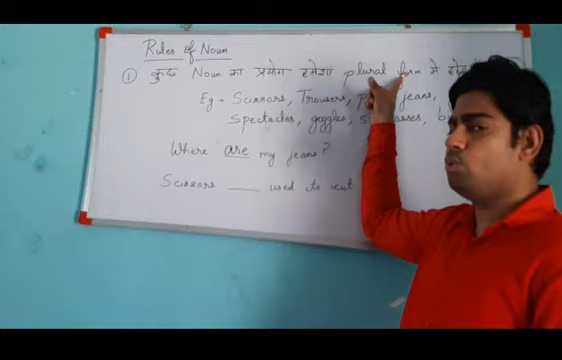 Rules of Noun
① कुछ Noun का प्रयोग हमेशा plural form में
Eg → Scissors, Trousers, jeans,
Spectacles, goggles,
Where are my jeans?
Scissors ____ used to cut